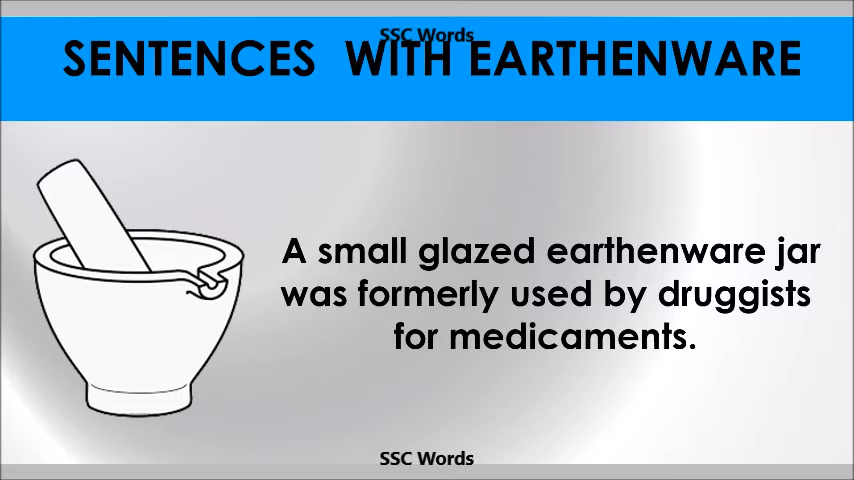 SSC Words
SENTENCES WITH EARTHENWARE
A small glazed earthenware jar
was formerly used by druggists
for medicaments.
SSC Words